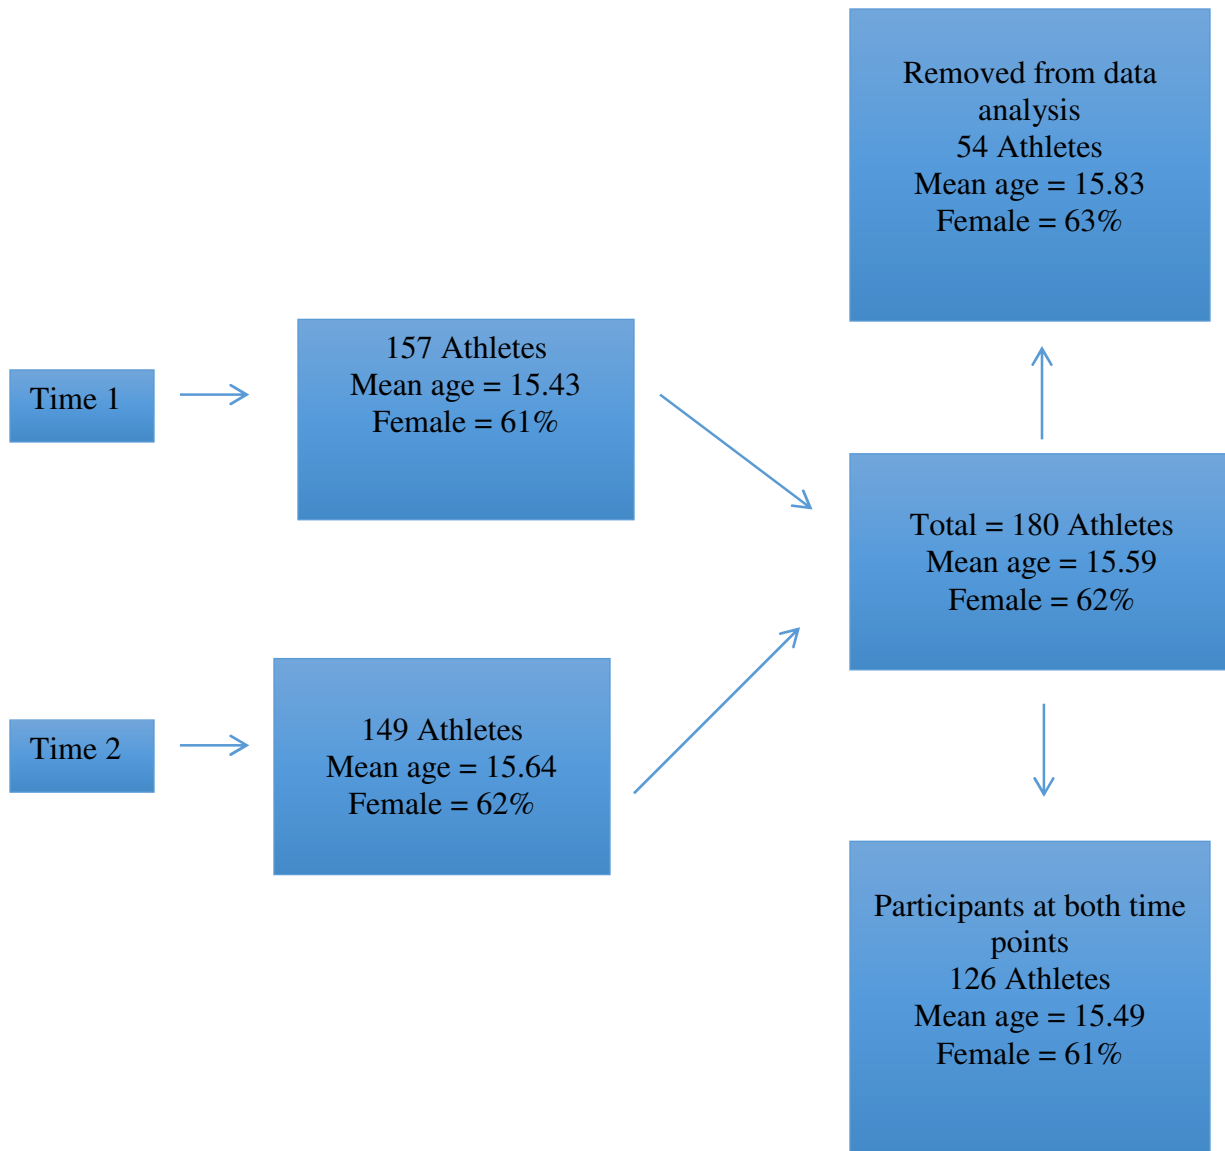 Time 1
157 Athletes
Mean age = 15.43
Female = 61%
Time 2
149 Athletes
Mean age = 15.64
Female = 62%
Removed from data
analysis
54 Athletes
Mean age = 15.83
Female = 63%
Total = 180 Athletes
Mean age = 15.59
Female = 62%
Participants at both time
points
126 Athletes
Mean age = 15.49
Female = 61%